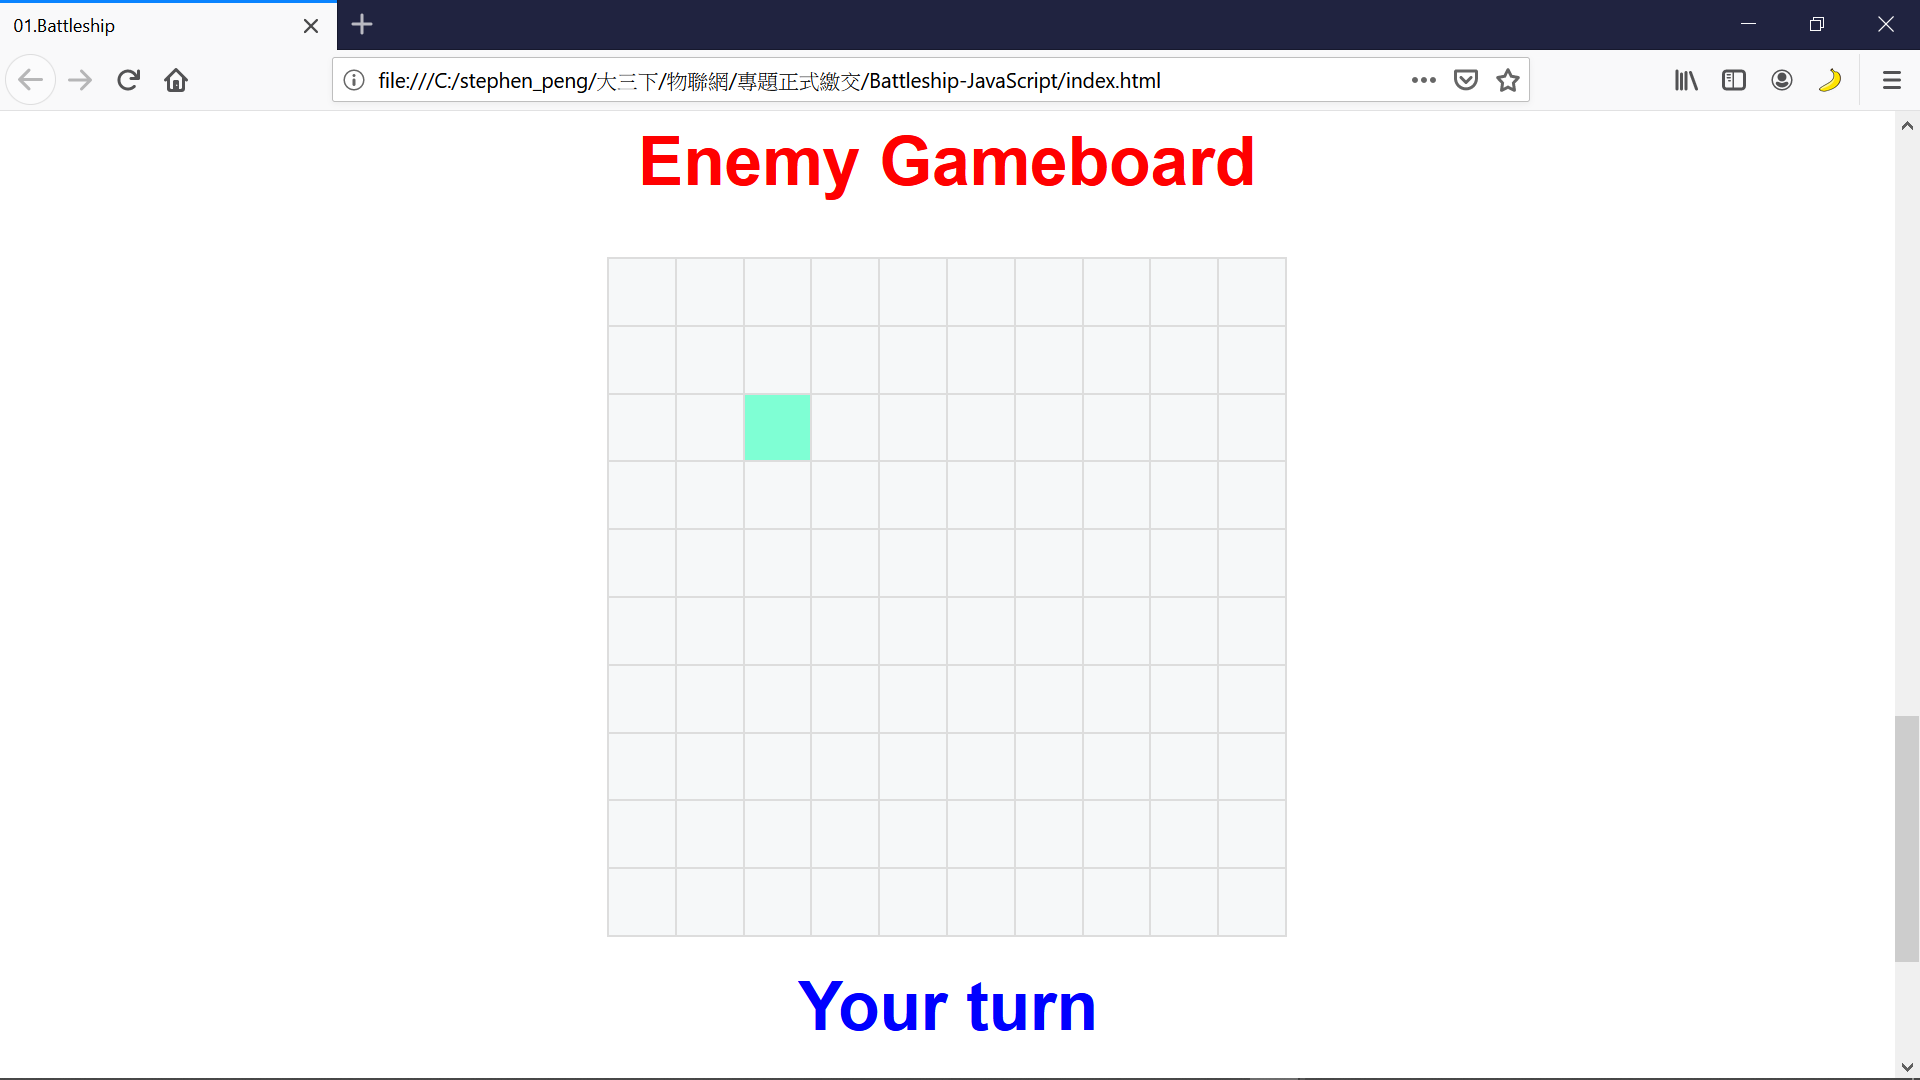 01.Battleship
file:///C:/stephen_peng/大三下/物聯網/專題正式繳交/Battleship-JavaScript/index.html
Enemy Gameboard
Your turn